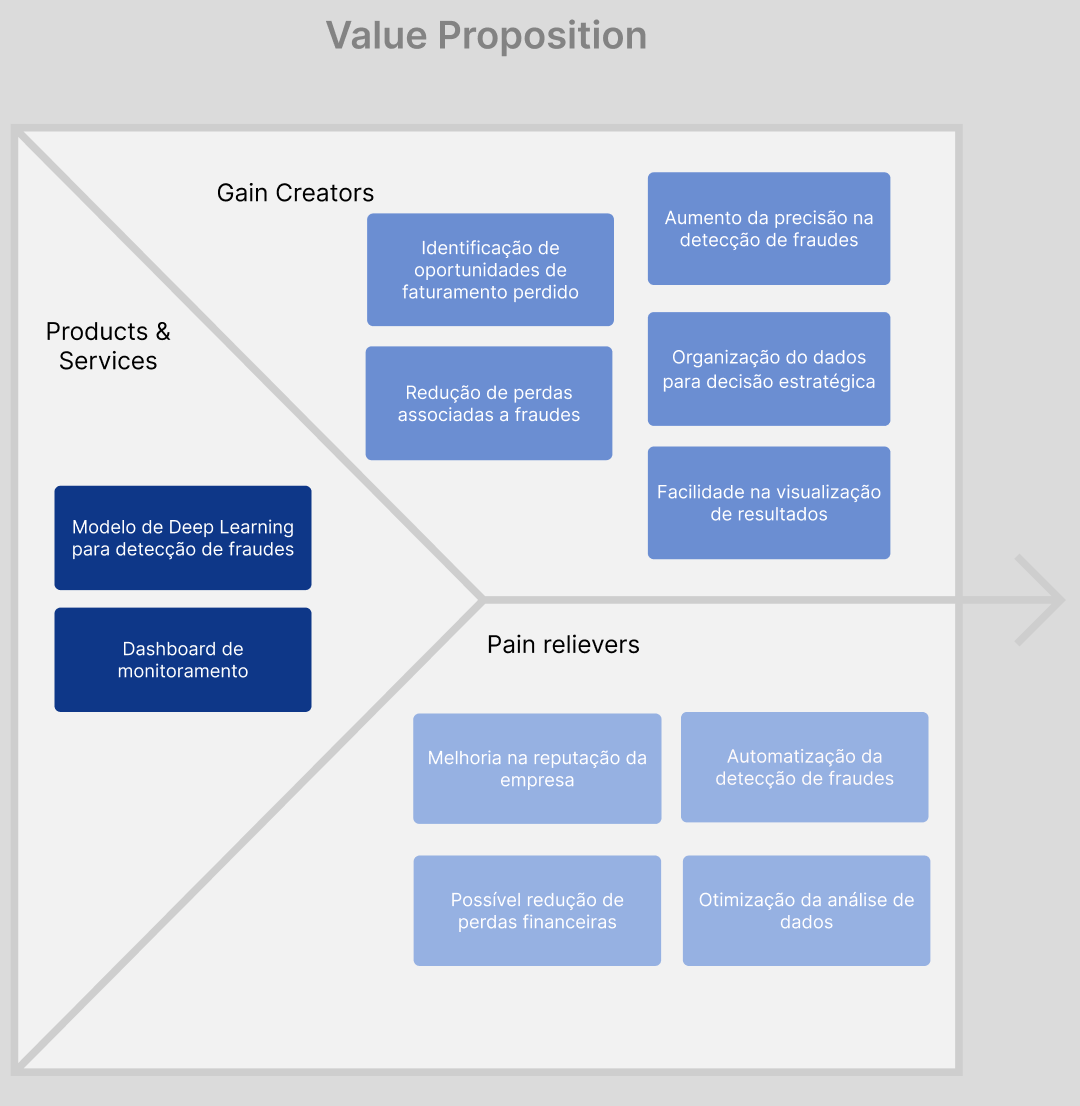 Value Proposition
Gain Creators
Identificação de
oportunidades de
faturamento perdido
Redução de perdas
associadas a fraudes
Aumento da precisão na
detecção de fraudes
Organização do dados
para decisão estratégica
Facilidade na visualização
de resultados
Products &
Services
Modelo de Deep Learning
para detecção de fraudes
Dashboard de
monitoramento
Pain relievers
Melhoria na reputação da
empresa
Automatização da
detecção de fraudes
Possível redução de
perdas financeiras
Otimização da análise de
dados